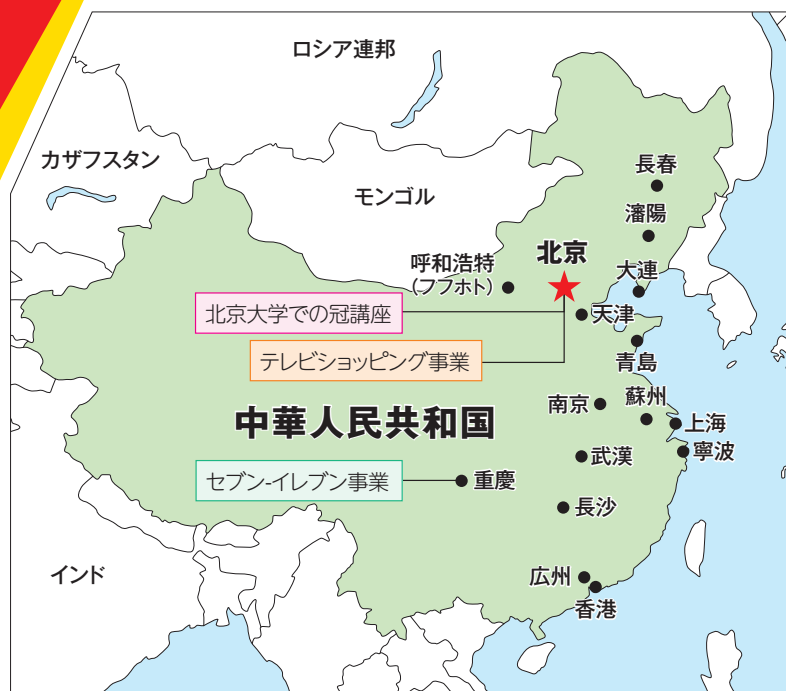 ロシア連邦
カザフスタン
モンゴル
長春
瀋陽
北京
呼和浩特
(フフホト)
大連
北京大学での冠講座
天津
テレビショッピング事業
青島
南京
蘇州
中華人民共和国
上海
寧波
武漢
セブン-イレブン事業
重慶
長沙
インド
広州
香港